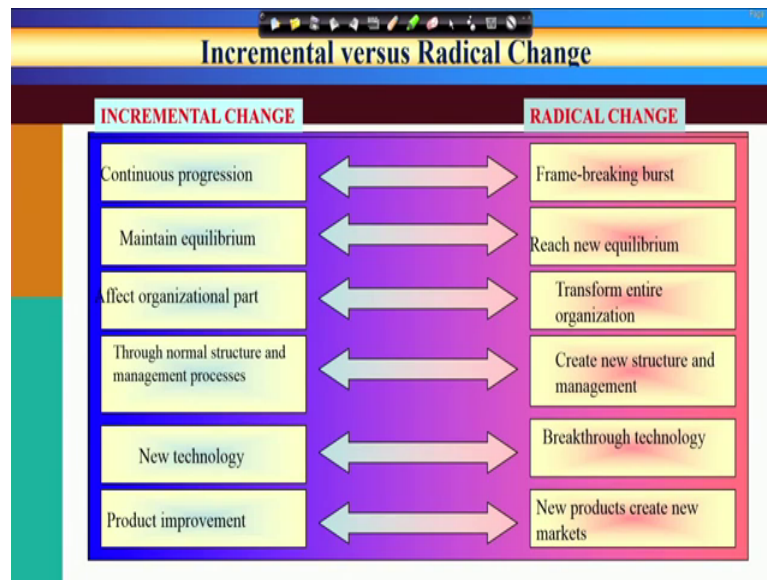 Page
Incremental versus Radical Change
INCREMENTAL CHANGE
RADICAL CHANGE
Continuous progression
Frame-breaking burst
Maintain equilibrium
Reach new equilibrium
Affect organizational part
Transform entire
organization
Through normal structure and
management processes
Create new structure and
management
New technology
Breakthrough technology
Product improvement
New products create new
markets